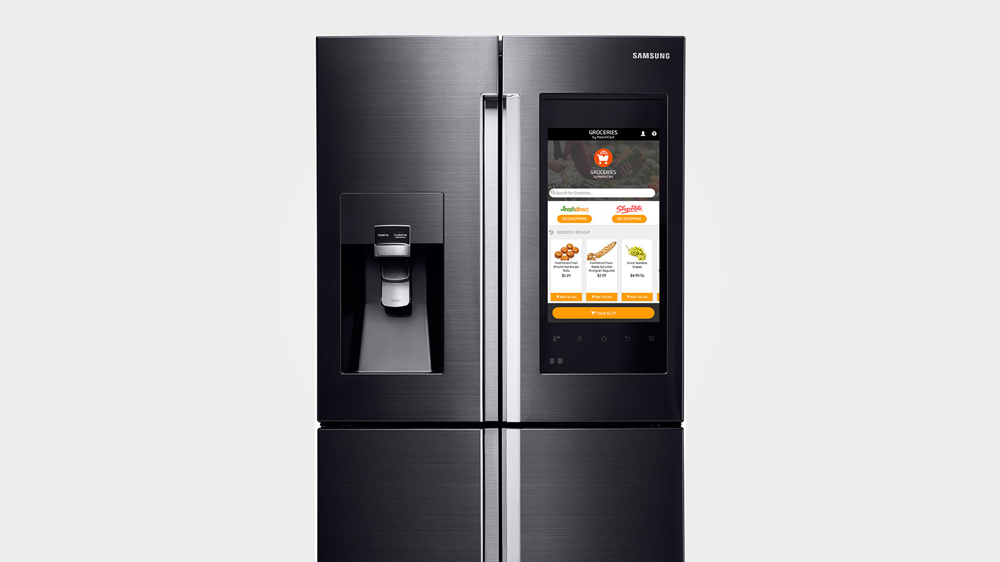 SAMSUNG
GROCERIES
by MasterCard
GROCERIES
by MasterCard
Search for Groceries...
freshdirect
ShopRite
GO SHOPPING
GO SHOPPING
RECENTLY BOUGHT
FreshDirect Fresh
Brioche Hamburger
Rolls
$5.49
FreshDirect Oven-
Ready Sprouted
Multigrain Baguette
$2.99
Green Seedless
Grapes
$4.99/lb
Add 1 to Cart
Add 1 to Cart
Add 1 to Cart
1 Item $2.79
Cubed Ice
Crushed Ice
Water